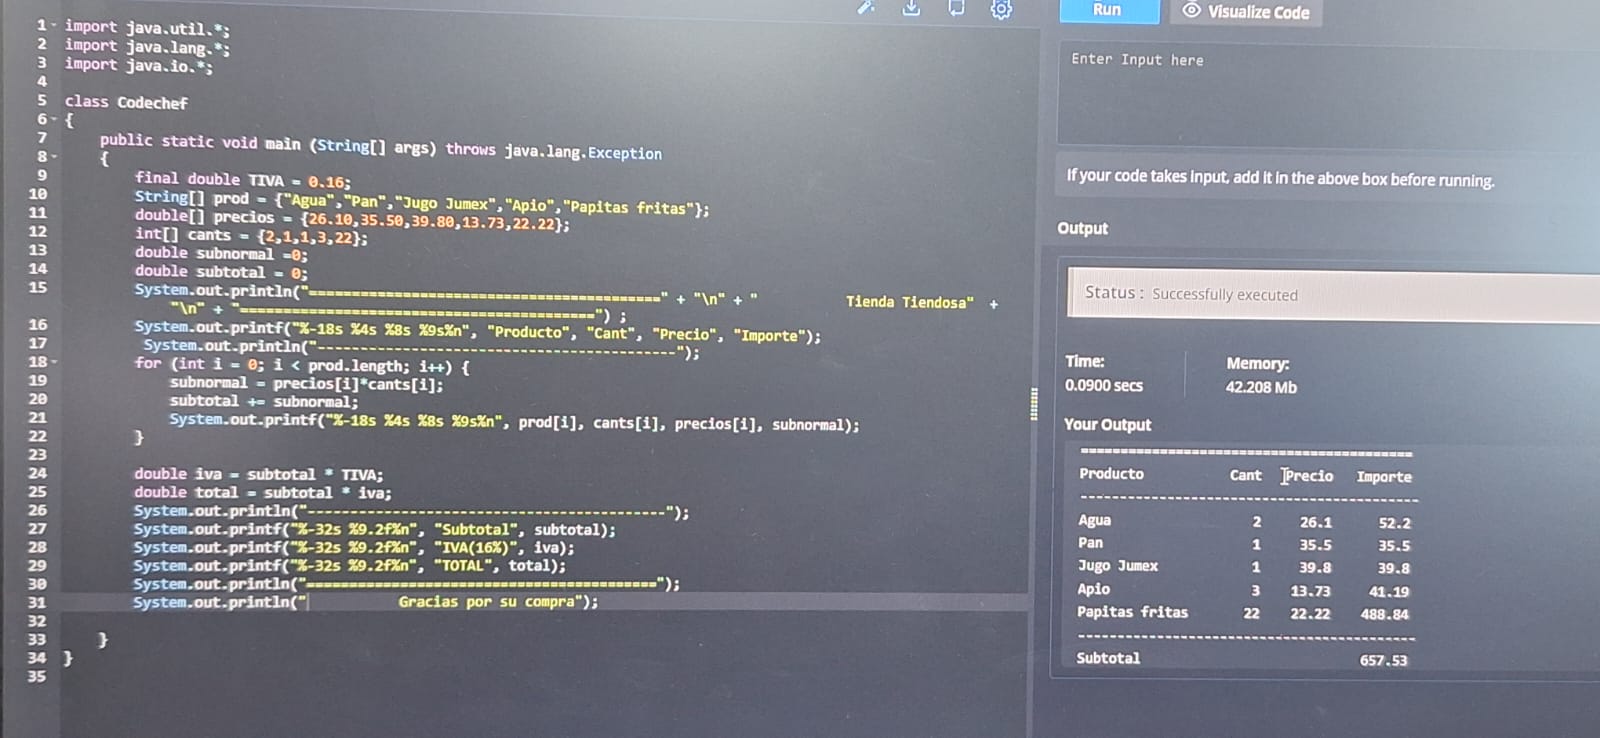 1 import java.util.*;
2 import java.lang.*;
3 import java.io.*;
4
5 class Codechef
6 {
7     public static void main (String[] args) throws java.lang.Exception
8     {
9         final double TIVA = 0.16;
10         String[] prod = {"Agua","Pan","Jugo Jumex","Apio","Papitas fritas"};
11         double[] precios = {26.10,35.50,39.80,13.73,22.22};
12         int[] cants = {2,1,1,3,22};
13         double subnormal =0;
14         double subtotal = 0;
15         System.out.println("==========================================" + "\n" + "          Tienda Tiendosa"  +
"\n" + "==========================================") ;
16         System.out.printf("%-18s %4s %8s %9s%n", "Producto", "Cant", "Precio", "Importe");
17          System.out.println("------------------------------------------");
18         for (int i = 0; i < prod.length; i++) {
19             subnormal = precios[i]*cants[i];
20             subtotal += subnormal;
21             System.out.printf("%-18s %4s %8s %9s%n", prod[i], cants[i], precios[i], subnormal);
22         }
23
24         double iva = subtotal * TIVA;
25         double total = subtotal * iva;
26         System.out.println("------------------------------------------");
27         System.out.printf("%-32s %9.2f%n", "Subtotal", subtotal);
28         System.out.printf("%-32s %9.2f%n", "IVA(16%)", iva);
29         System.out.printf("%-32s %9.2f%n", "TOTAL", total);
30         System.out.println("==========================================");
31         System.out.println("          Gracias por su compra");
32
33     }
34 }
35
Run Visualize Code
Enter Input here
If your code takes input, add it in the above box before running.
Output
Status : Successfully executed
Time: Memory:
0.0900 secs 42.208 Mb
Your Output
==========================================
Producto Cant Precio Importe
------------------------------------------
Agua 2 26.1 52.2
Pan 1 35.5 35.5
Jugo Jumex 1 39.8 39.8
Apio 3 13.73 41.19
Papitas fritas 22 22.22 488.84
------------------------------------------
Subtotal 657.53